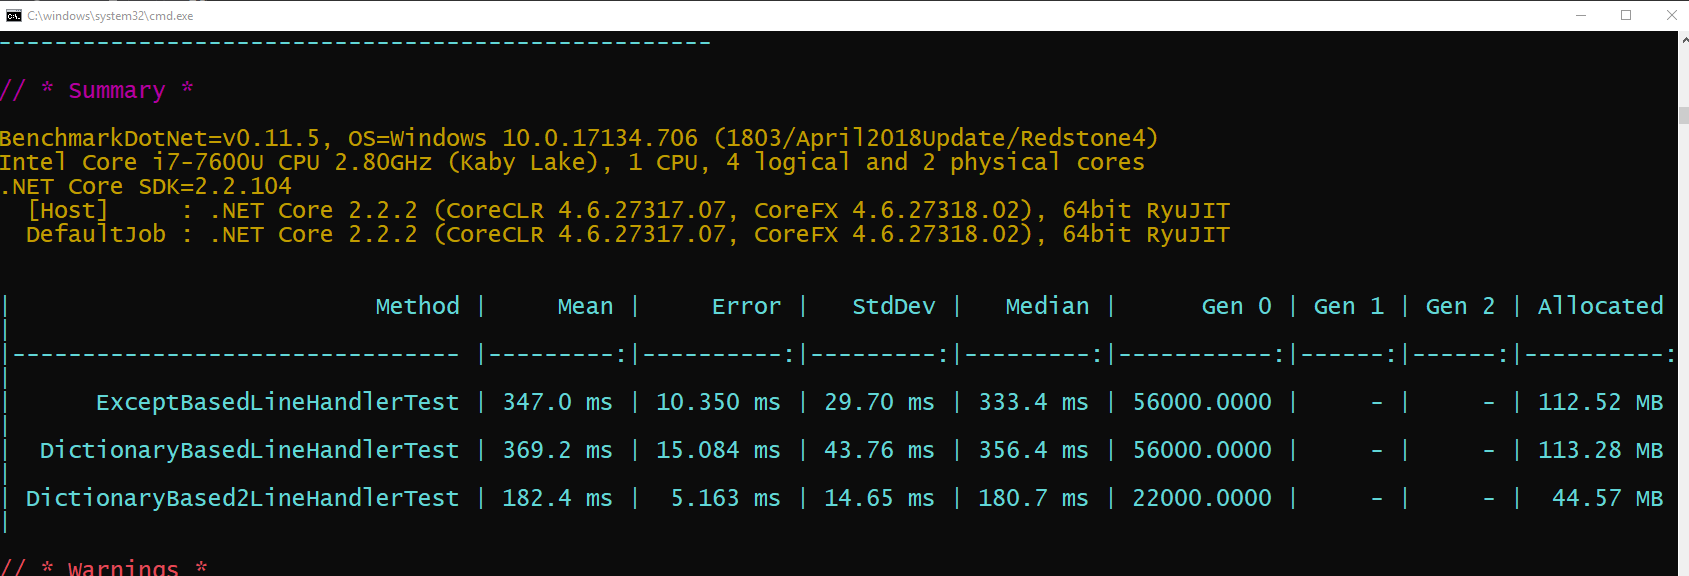 C:\windows\system32\cmd.exe
---------------------------------------------------
// * Summary *
BenchmarkDotNet=v0.11.5, OS=Windows 10.0.17134.706 (1803/April2018Update/Redstone4)
Intel Core i7-7600U CPU 2.80GHz (Kaby Lake), 1 CPU, 4 logical and 2 physical cores
.NET Core SDK=2.2.104
  [Host]     : .NET Core 2.2.2 (CoreCLR 4.6.27317.07, CoreFX 4.6.27318.02), 64bit RyuJIT
  DefaultJob : .NET Core 2.2.2 (CoreCLR 4.6.27317.07, CoreFX 4.6.27318.02), 64bit RyuJIT
|                          Method |     Mean |     Error |   StdDev |   Median |      Gen 0 | Gen 1 | Gen 2 | Allocated
|
|-------------------------------- |---------:|----------:|---------:|---------:|-----------:|------:|------:|----------:
|
|      ExceptBasedLineHandlerTest | 347.0 ms | 10.350 ms | 29.70 ms | 333.4 ms | 56000.0000 |     - |     - | 112.52 MB
|
|  DictionaryBasedLineHandlerTest | 369.2 ms | 15.084 ms | 43.76 ms | 356.4 ms | 56000.0000 |     - |     - | 113.28 MB
|
| DictionaryBased2LineHandlerTest | 182.4 ms |  5.163 ms | 14.65 ms | 180.7 ms | 22000.0000 |     - |     - |  44.57 MB
|
// * Warnings *